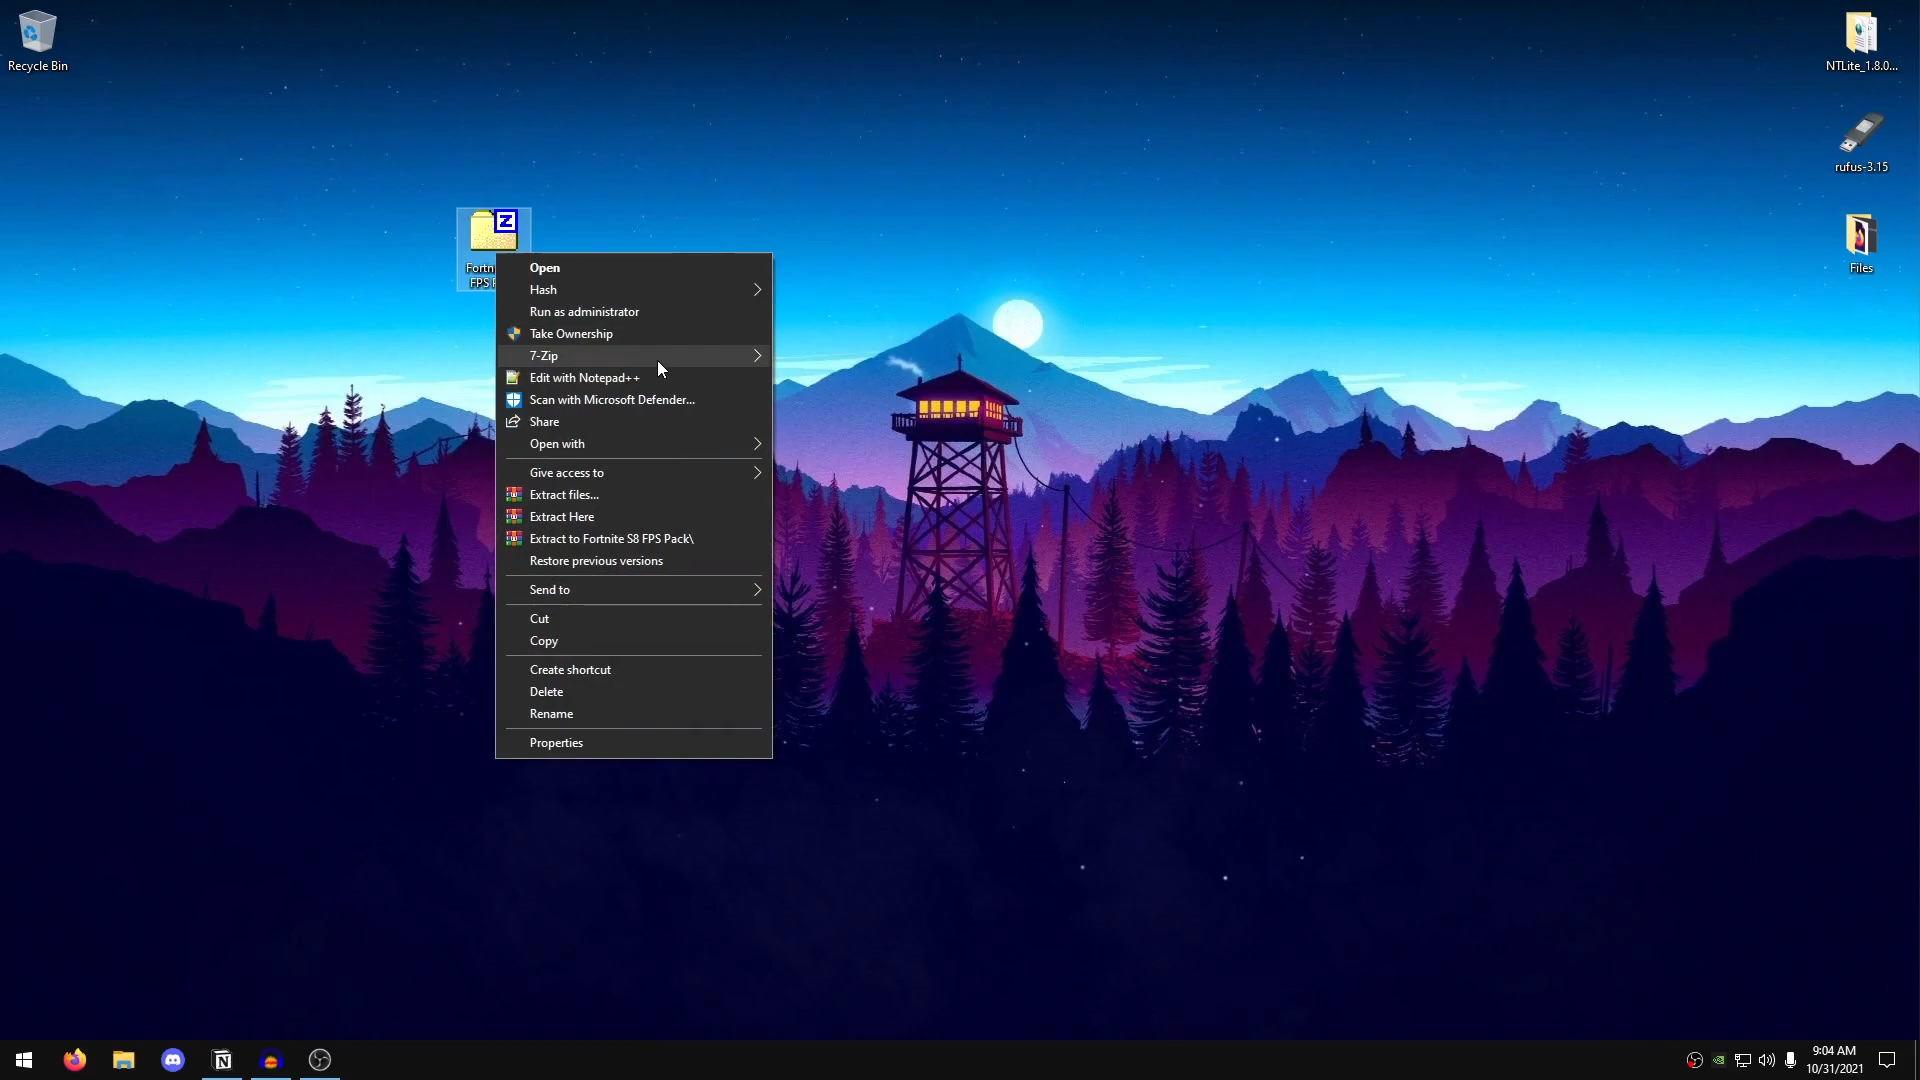 Recycle Bin
NTLite_1.8.0...
rufus-3.15
Files
Fortn
FPS
Open
Hash
Run as administrator
Take Ownership
7-Zip
Edit with Notepad++
Scan with Microsoft Defender...
Share
Open with
Give access to
Extract files...
Extract Here
Extract to Fortnite S8 FPS Pack\
Restore previous versions
Send to
Cut
Copy
Create shortcut
Delete
Rename
Properties
9:04 AM
10/31/2021